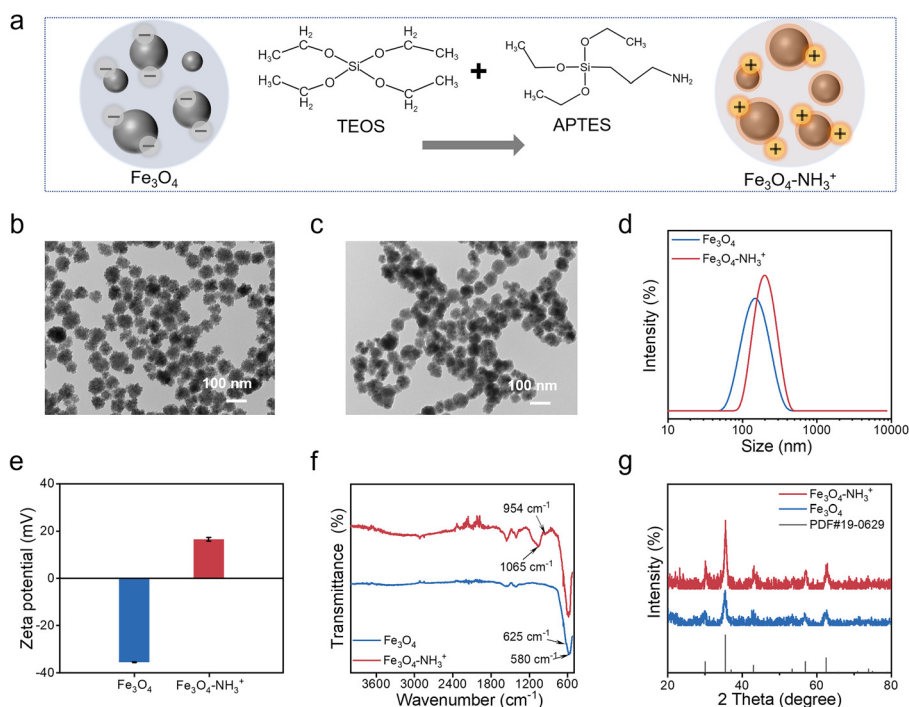 a
H₃C
O
H₂
C
CH₃
Si
H₃C
O
C
H₂
O
C
H₂
CH₃
TEOS
+
H₃C
O
CH₃
Si
NH₂
H₃C
O
APTES
Fe₃O₄
Fe₃O₄-NH₃⁺
b
100 nm
c
100 nm
d
Fe₃O₄
Fe₃O₄-NH₃⁺
Intensity (%)
10 100 1000 10000
Size (nm)
e
Zeta potential (mV)
40
20
0
-20
-40
Fe₃O₄ Fe₃O₄-NH₃⁺
f
Transmittance (%)
954 cm⁻¹
1065 cm⁻¹
625 cm⁻¹
580 cm⁻¹
Fe₃O₄
Fe₃O₄-NH₃⁺
3600 3000 2400 1800 1200 600
Wavenumber (cm⁻¹)
g
Fe₃O₄-NH₃⁺
Fe₃O₄
PDF#19-0629
Intensity (%)
20 30 40 50 60 70 80
2 Theta (degree)